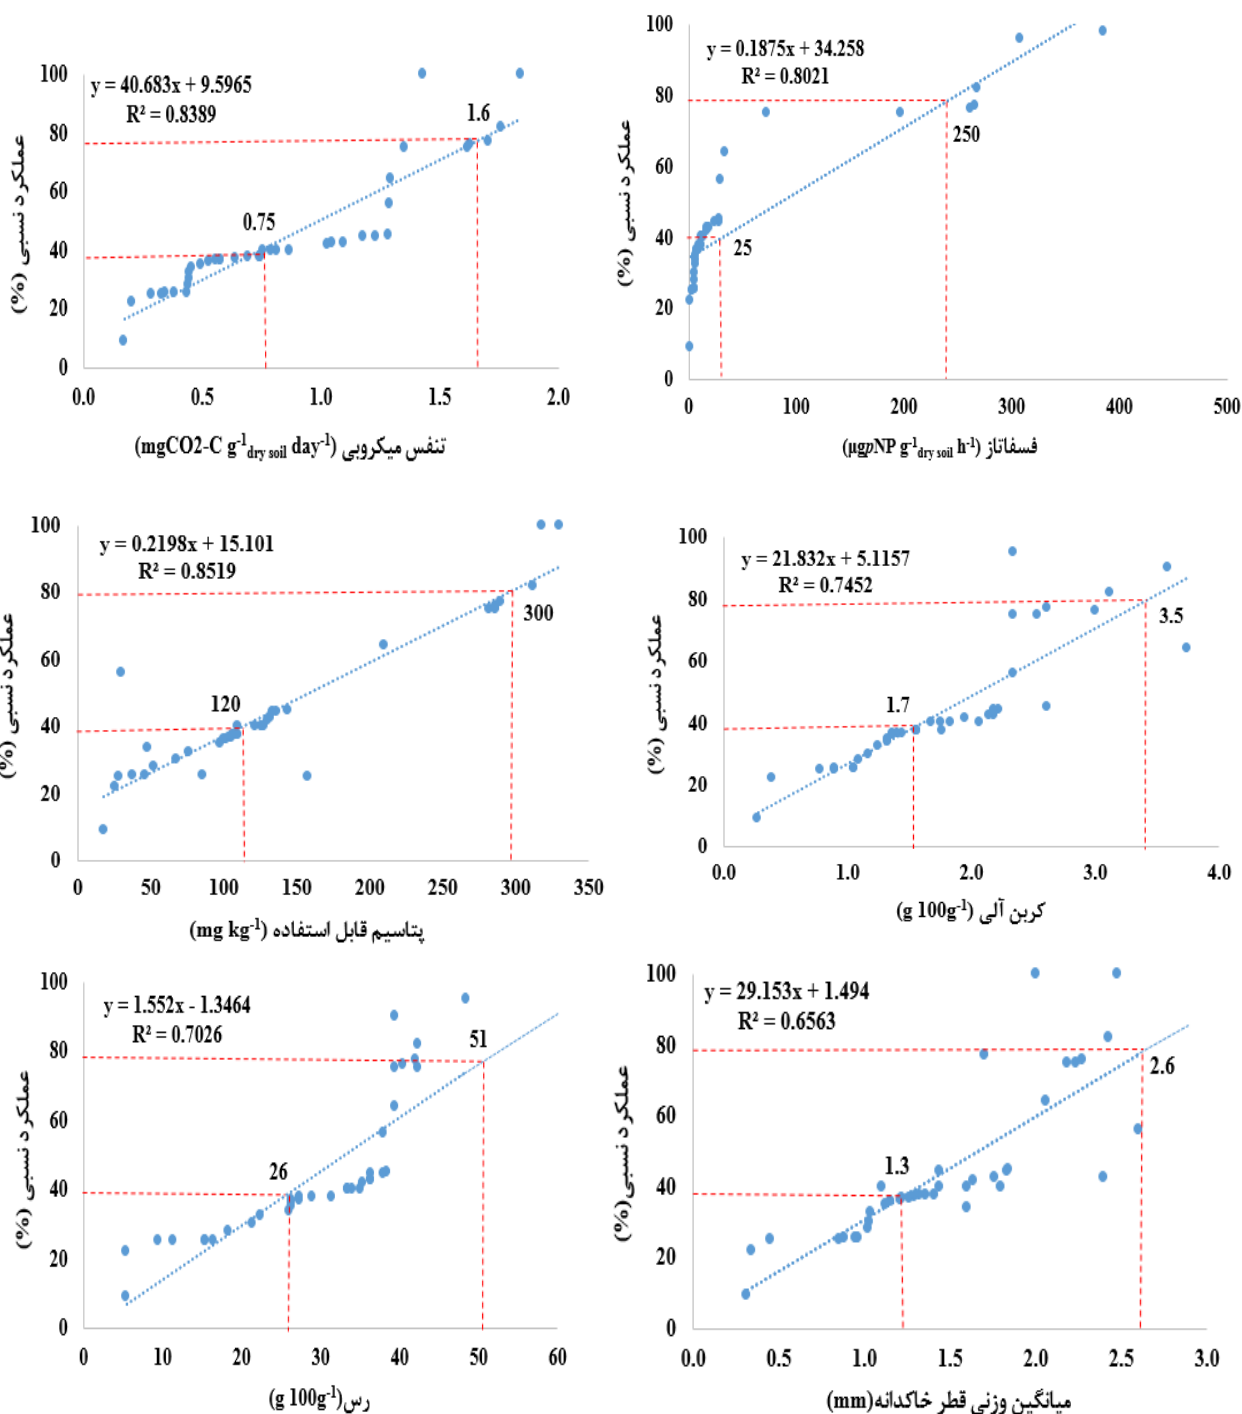 y = 40.683x + 9.5965
R² = 0.8389
عملکرد نسبی (%)
100
80
60
40
20
0
1.6
0.75
0.0 0.5 1.0 1.5 2.0
تنفس میکروبی (mgCO2-C g⁻¹dry soil day⁻¹)
y = 0.1875x + 34.258
R² = 0.8021
عملکرد نسبی (%)
100
80
60
40
20
0
250
25
0 100 200 300 400 500
فسفاتاز (µgpNP g⁻¹dry soil h⁻¹)
y = 0.2198x + 15.101
R² = 0.8519
عملکرد نسبی (%)
100
80
60
40
20
0
300
120
0 50 100 150 200 250 300 350
پتاسیم قابل استفاده (mg kg⁻¹)
y = 21.832x + 5.1157
R² = 0.7452
عملکرد نسبی (%)
100
80
60
40
20
0
3.5
1.7
0.0 1.0 2.0 3.0 4.0
کربن آلی (g 100g⁻¹)
y = 1.552x - 1.3464
R² = 0.7026
عملکرد نسبی (%)
100
80
60
40
20
0
51
26
0 10 20 30 40 50 60
رس(g 100g⁻¹)
y = 29.153x + 1.494
R² = 0.6563
عملکرد نسبی(%)
100
80
60
40
20
0
2.6
1.3
0.0 0.5 1.0 1.5 2.0 2.5 3.0
میانگین وزنی قطر خاکدانه(mm)